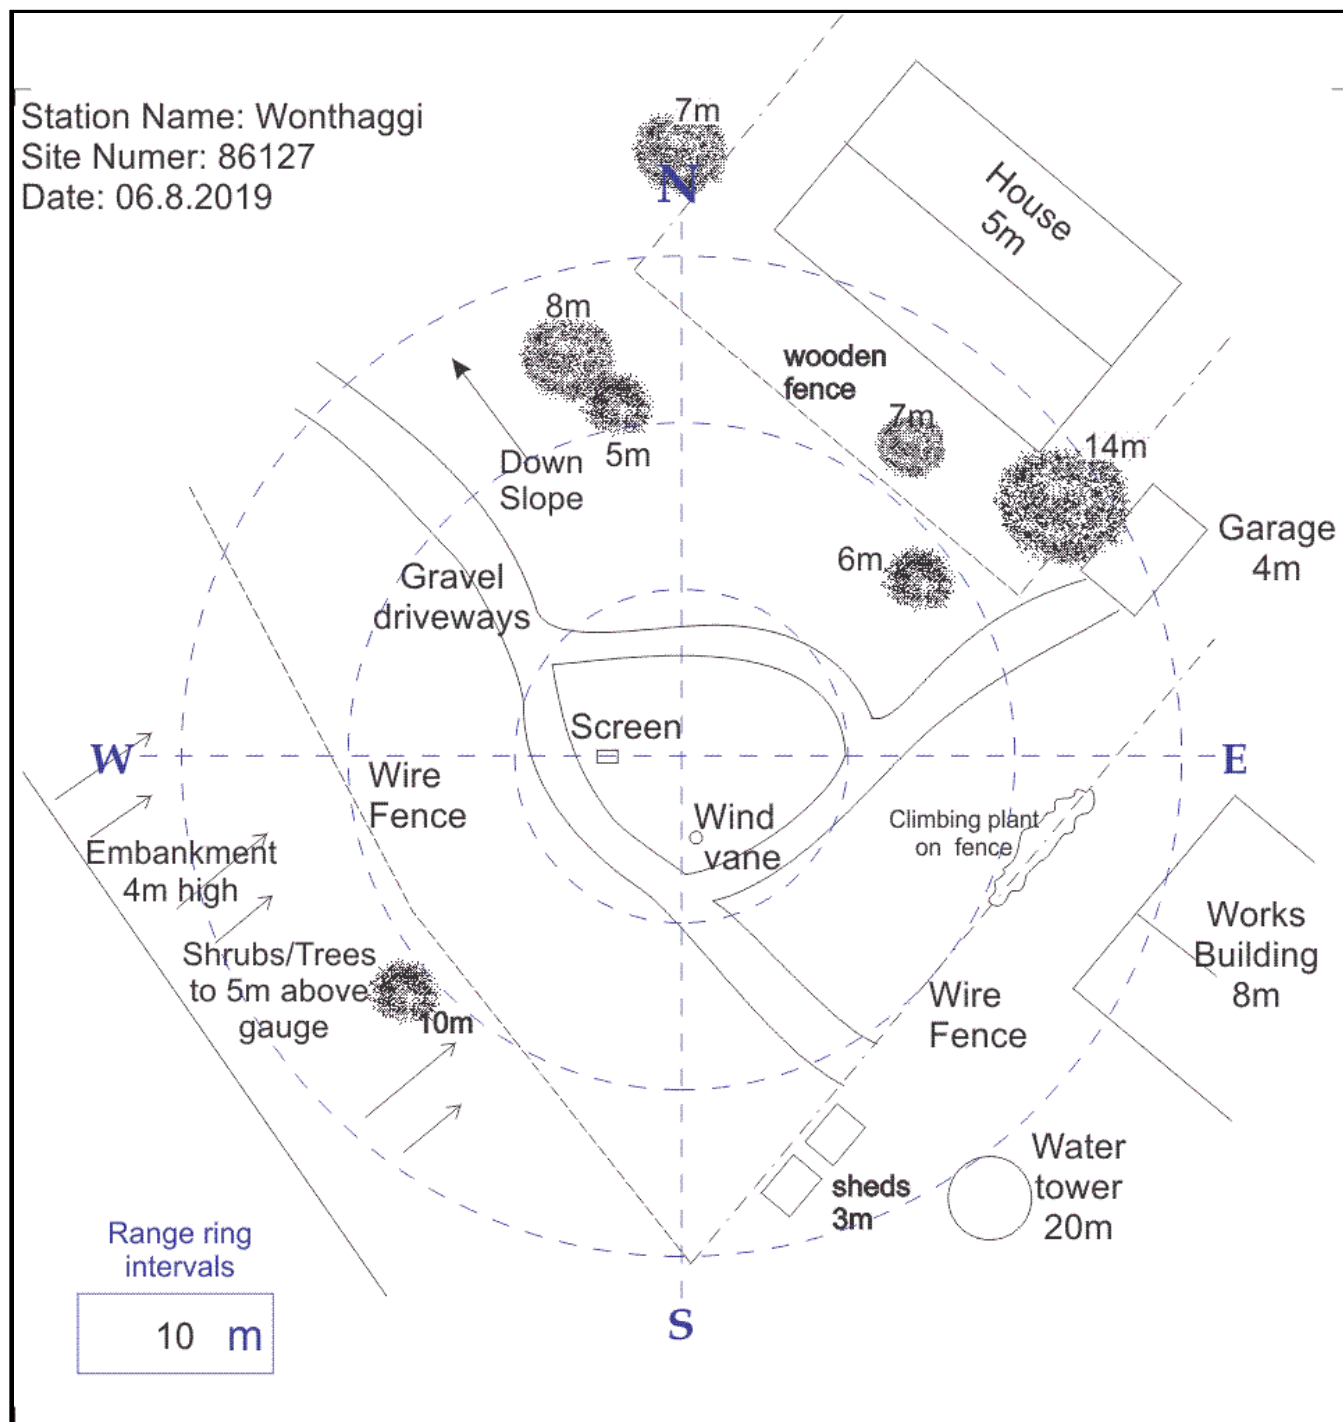 Station Name: Wonthaggi
Site Numer: 86127
Date: 06.8.2019
7m
N
House
5m
8m
wooden
fence
7m
14m
5m
Down
Slope
Garage
4m
6m
Gravel
driveways
Screen
W
E
Wire
Fence
Wind
vane
Climbing plant
on fence
Embankment
4m high
Works
Building
8m
Shrubs/Trees
to 5m above
gauge
10m
Wire
Fence
Water
tower
20m
sheds
3m
Range ring
intervals
10 m
S